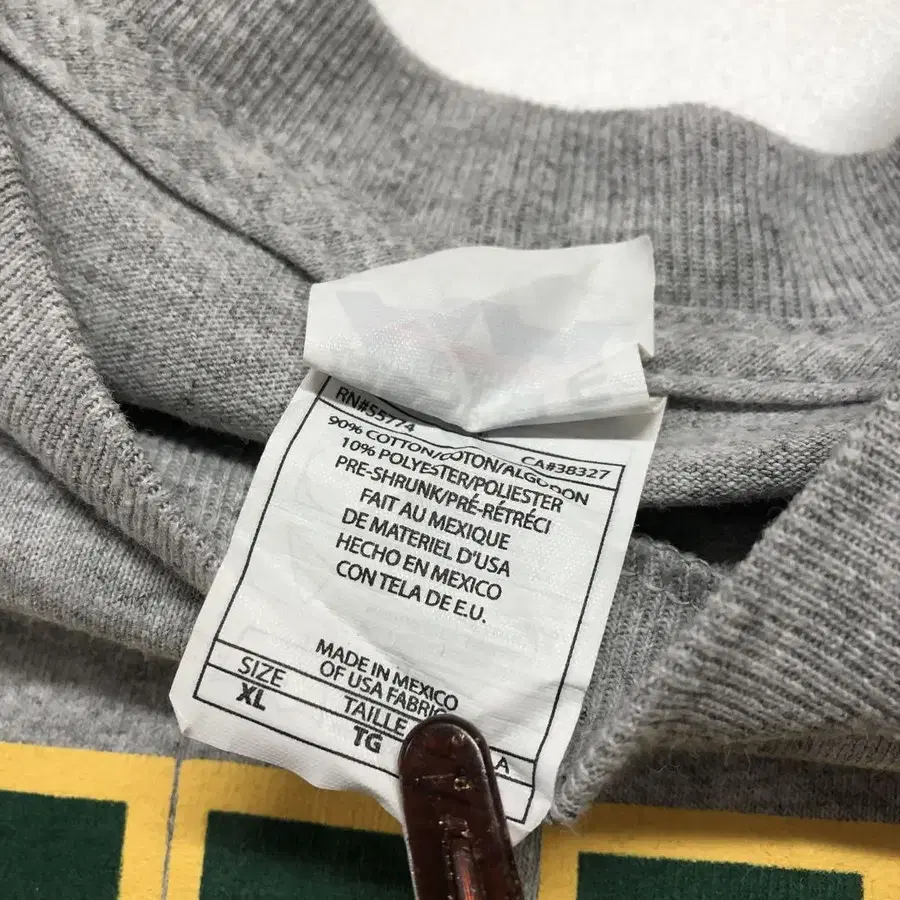 RN#55774 CA#38327
90% COTTON/COTON/ALGODON
10% POLYESTER/POLIESTER
PRE-SHRUNK/PRÉ-RÉTRÉCI
FAIT AU MEXIQUE
DE MATERIEL D'USA
HECHO EN MEXICO
CON TELA DE E.U.
MADE IN MEXICO
OF USA FABRIC
SIZE TAILLE
XL TG